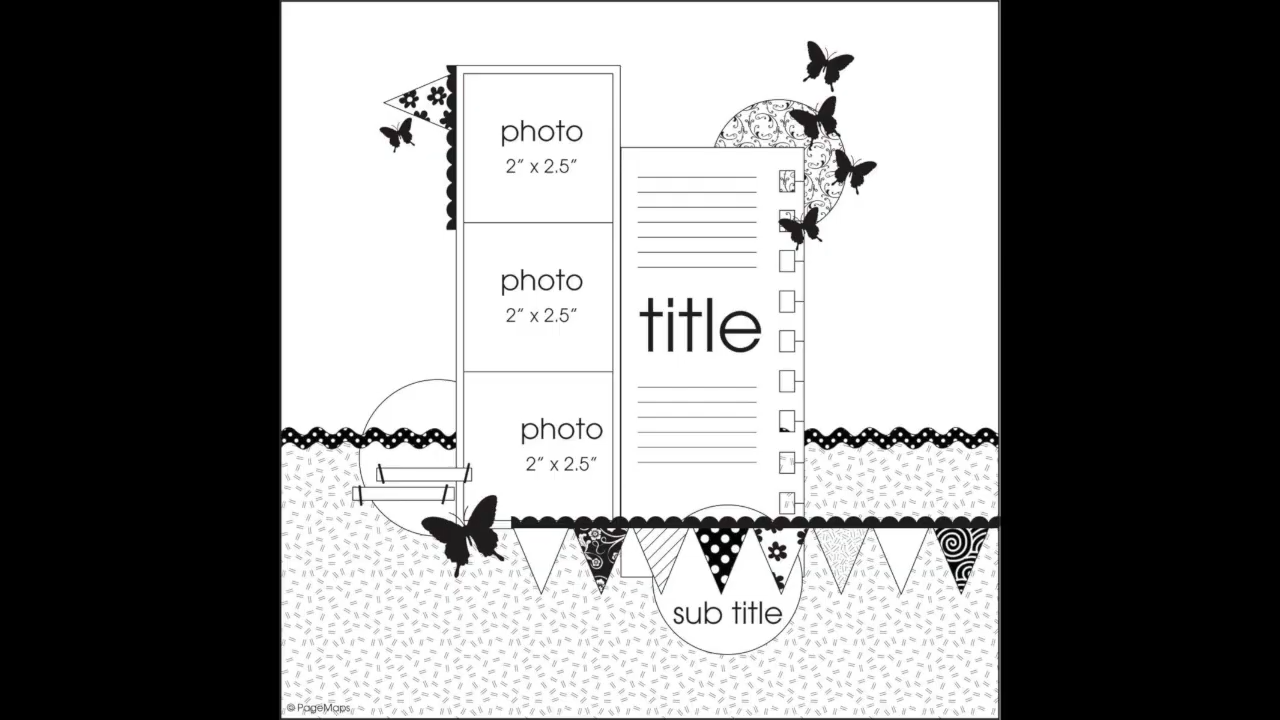 photo
2" x 2.5"
photo
2" x 2.5"
photo
2" x 2.5"
title
sub title
© PageMaps